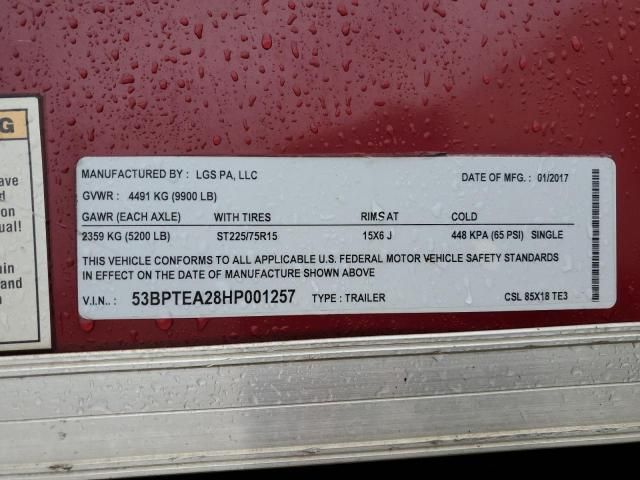 G
ave
d
on
ual!
ain
and
MANUFACTURED BY : LGS PA, LLC DATE OF MFG. : 01/2017
GVWR : 4491 KG (9900 LB)
GAWR (EACH AXLE) WITH TIRES RIMS AT COLD
2359 KG (5200 LB) ST225/75R15 15X6 J 448 KPA (65 PSI) SINGLE
THIS VEHICLE CONFORMS TO ALL APPLICABLE U.S. FEDERAL MOTOR VEHICLE SAFETY STANDARDS
IN EFFECT FROM THE DATE OF MANUFACTURE SHOWN ABOVE
V.I.N.: 53BPTEA28HP001257 TYPE : TRAILER CSL 85X18 TE3